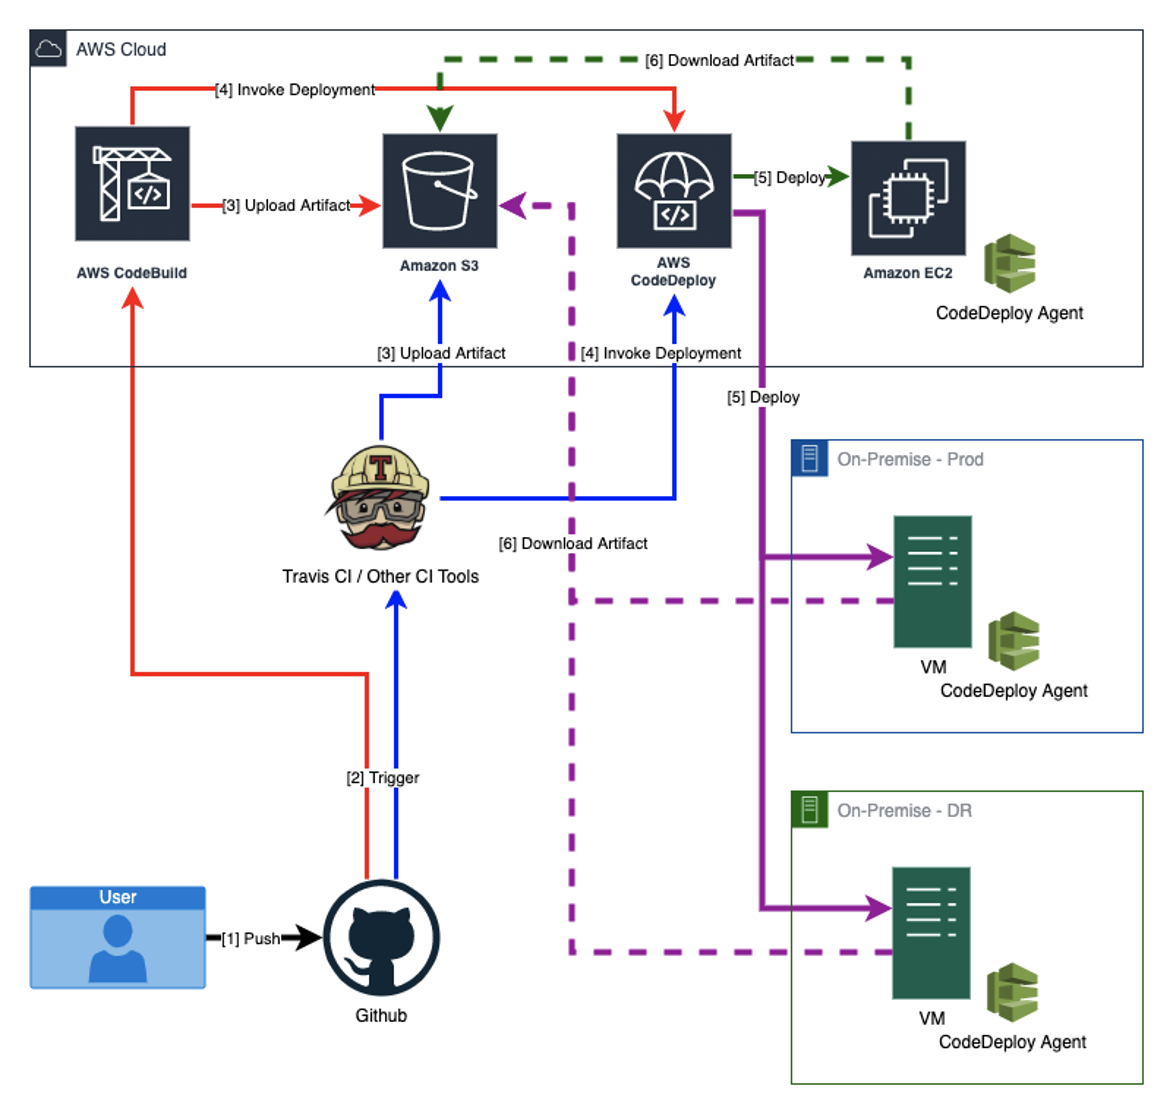 AWS Cloud
[6] Download Artifact
[4] Invoke Deployment
[5] Deploy
[3] Upload Artifact
AWS CodeBuild
Amazon S3
AWS
CodeDeploy
Amazon EC2
CodeDeploy Agent
[3] Upload Artifact
[4] Invoke Deployment
[5] Deploy
On-Premise - Prod
T
[6] Download Artifact
Travis CI / Other CI Tools
VM
CodeDeploy Agent
[2] Trigger
On-Premise - DR
User
[1] Push
Github
VM
CodeDeploy Agent